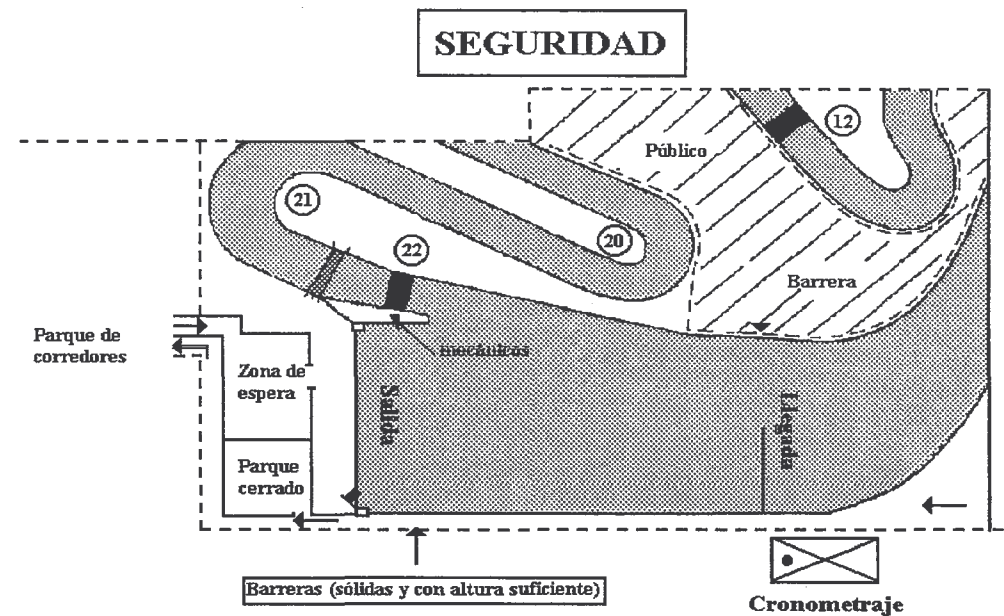 SEGURIDAD
12
Público
21
22
20
Barrera
Parque de
corredores
mecánicos
Zona de
espera
Salida
Llegada
Parque
cerrado
Barreras (sólidas y con altura suficiente)
Cronometraje